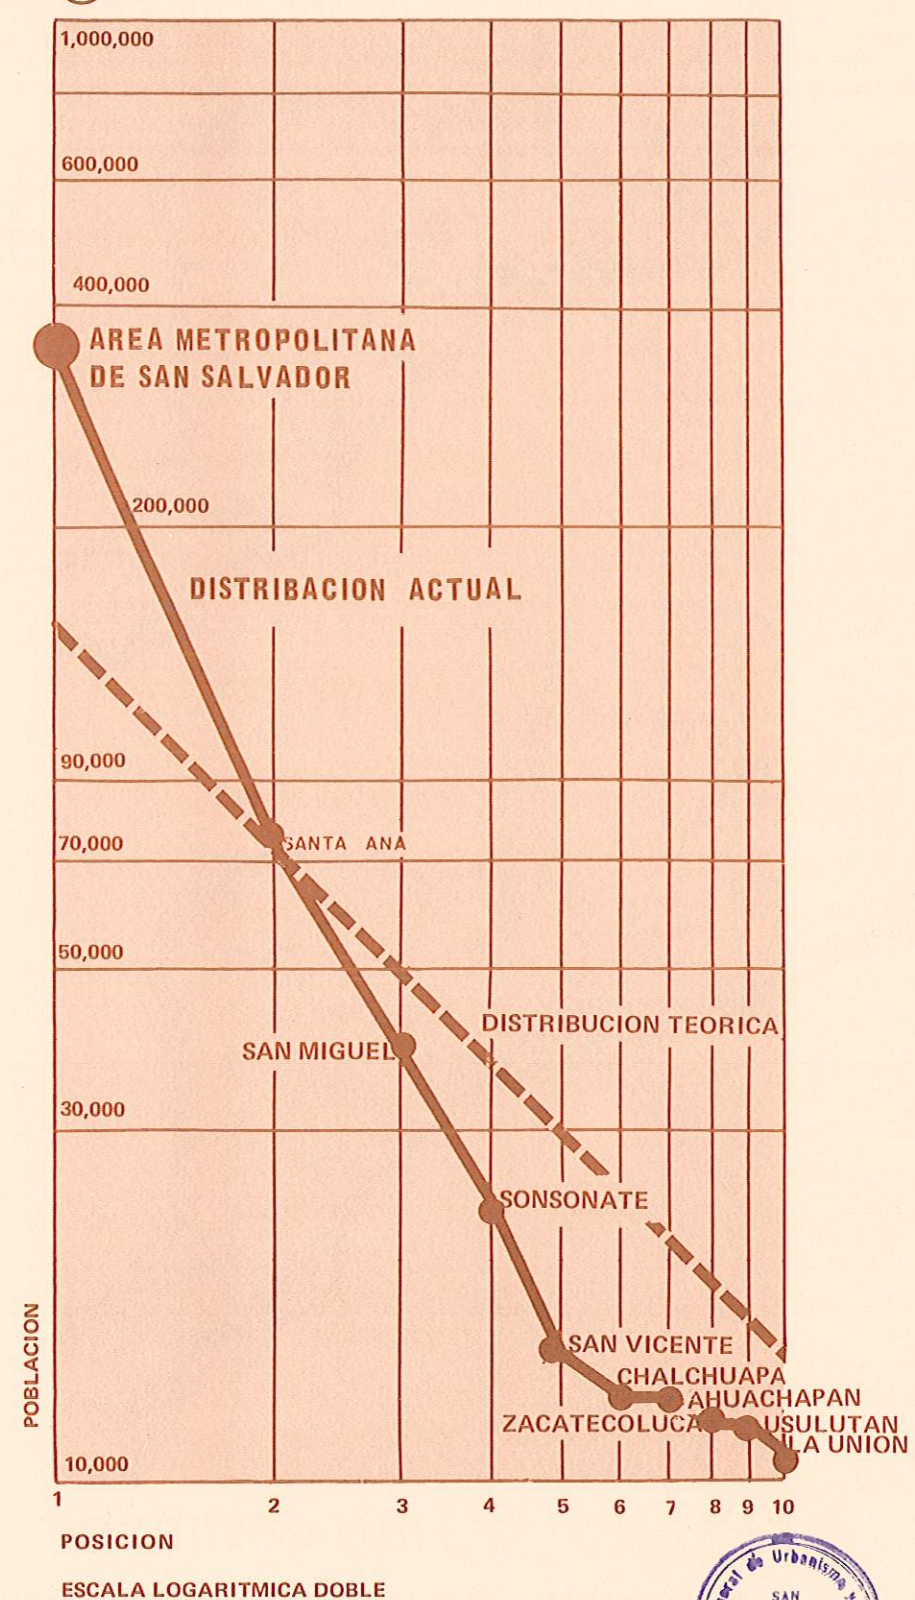 1,000,000
600,000
400,000
AREA METROPOLITANA
DE SAN SALVADOR
200,000
DISTRIBACION ACTUAL
90,000
70,000
SANTA ANA
50,000
DISTRIBUCION TEORICA
SAN MIGUEL
30,000
SONSONATE
POBLACION
SAN VICENTE
CHALCHUAPA
AHUACHAPAN
ZACATECOLUCA
USULUTAN
LA UNION
10,000
1 2 3 4 5 6 7 8 9 10
POSICION
ESCALA LOGARITMICA DOBLE
de Urbanismo y
SAN